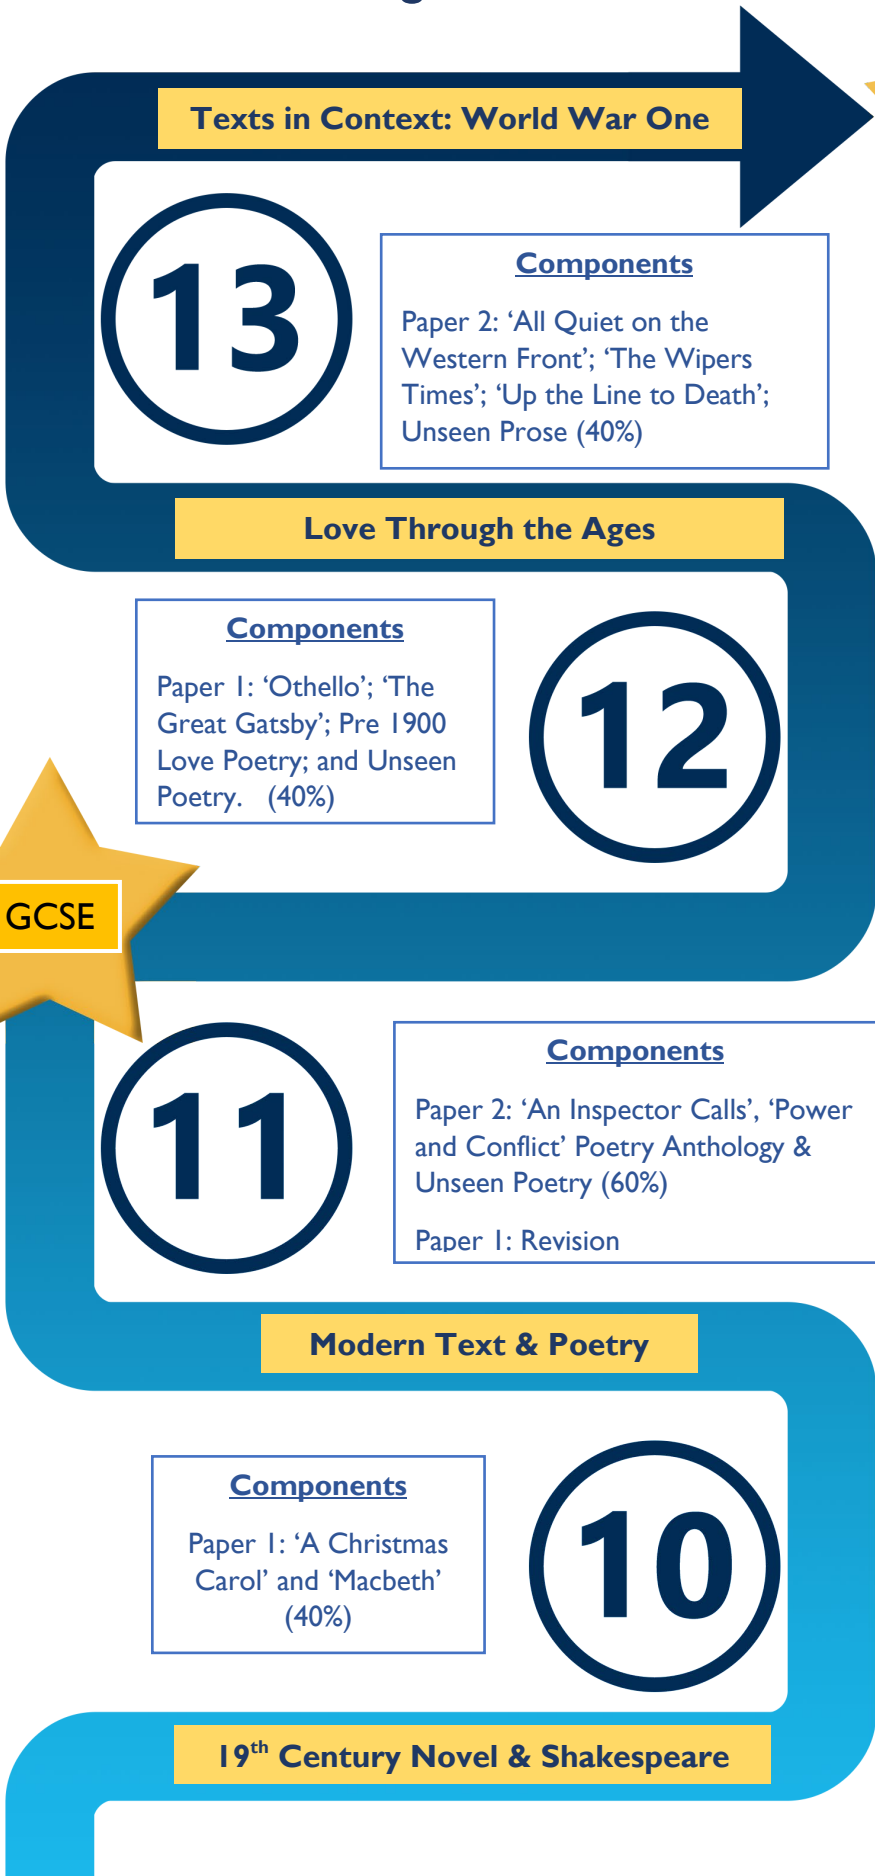 Texts in Context: World War One
13
Components
Paper 2: ‘All Quiet on the
Western Front’; ‘The Wipers
Times’; ‘Up the Line to Death’;
Unseen Prose (40%)
Love Through the Ages
Components
Paper 1: ‘Othello’; ‘The
Great Gatsby’; Pre 1900
Love Poetry; and Unseen
Poetry. (40%)
12
GCSE
11
Components
Paper 2: ‘An Inspector Calls’, ‘Power
and Conflict’ Poetry Anthology &
Unseen Poetry (60%)
Paper 1: Revision
Modern Text & Poetry
Components
Paper 1: ‘A Christmas
Carol’ and ‘Macbeth’
(40%)
10
19th Century Novel & Shakespeare